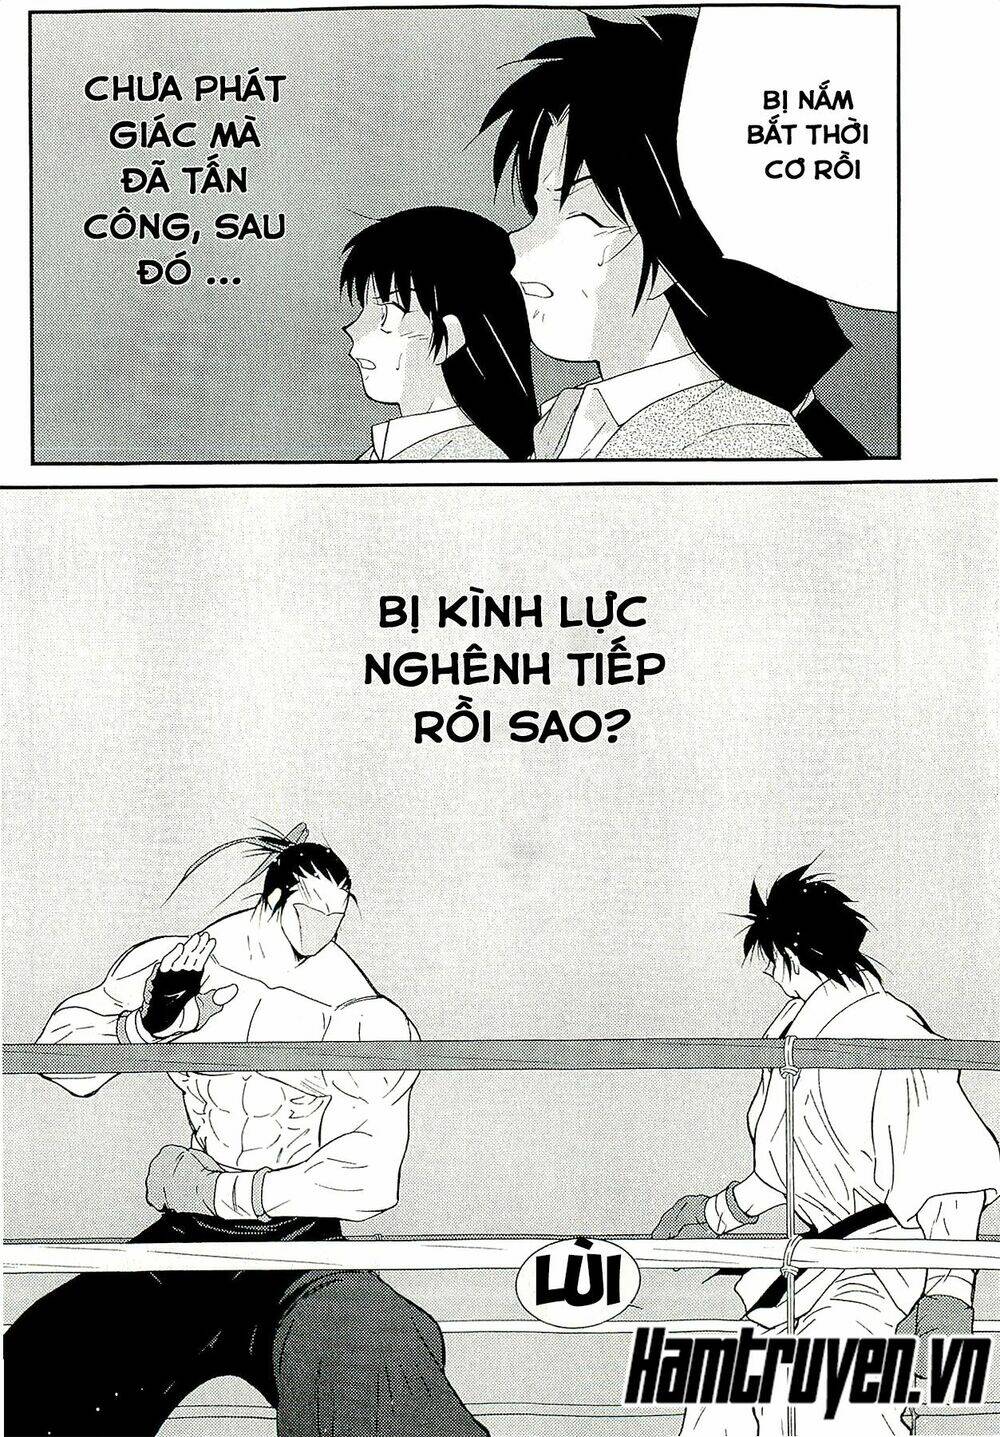 BỊ NẮM
BẮT THỜI
CƠ RỒI
CHƯA PHÁT
GIÁC MÀ
ĐÃ TẤN
CÔNG, SAU
ĐÓ ...
BỊ KÌNH LỰC
NGHÊNH TIẾP
RỒI SAO?
LÙI
Hamtruyen.vn